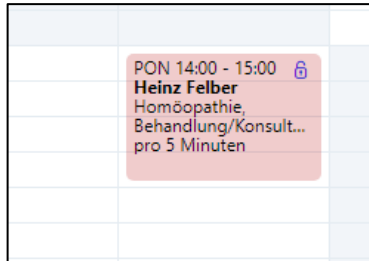 PON 14:00 - 15:00
Heinz Felber
Homöopathie,
Behandlung/Konsult...
pro 5 Minuten